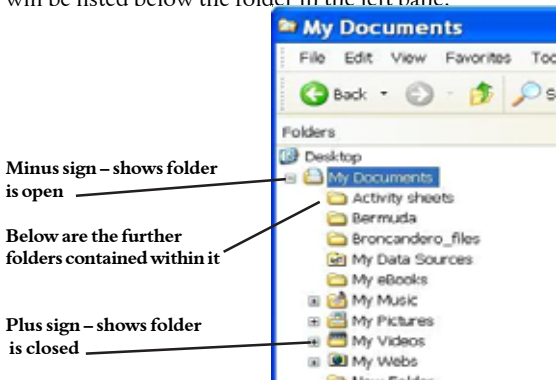 will be listed below the folder in the left pane.
My Documents
File Edit View Favorites Too
Back S
Folders
Desktop
Minus sign – shows folder
is open
My Documents
Activity sheets
Bermuda
Below are the further
folders contained within it
Broncandero_files
My Data Sources
My eBooks
My Music
My Pictures
Plus sign – shows folder
is closed
My Videos
My Webs
New Folder